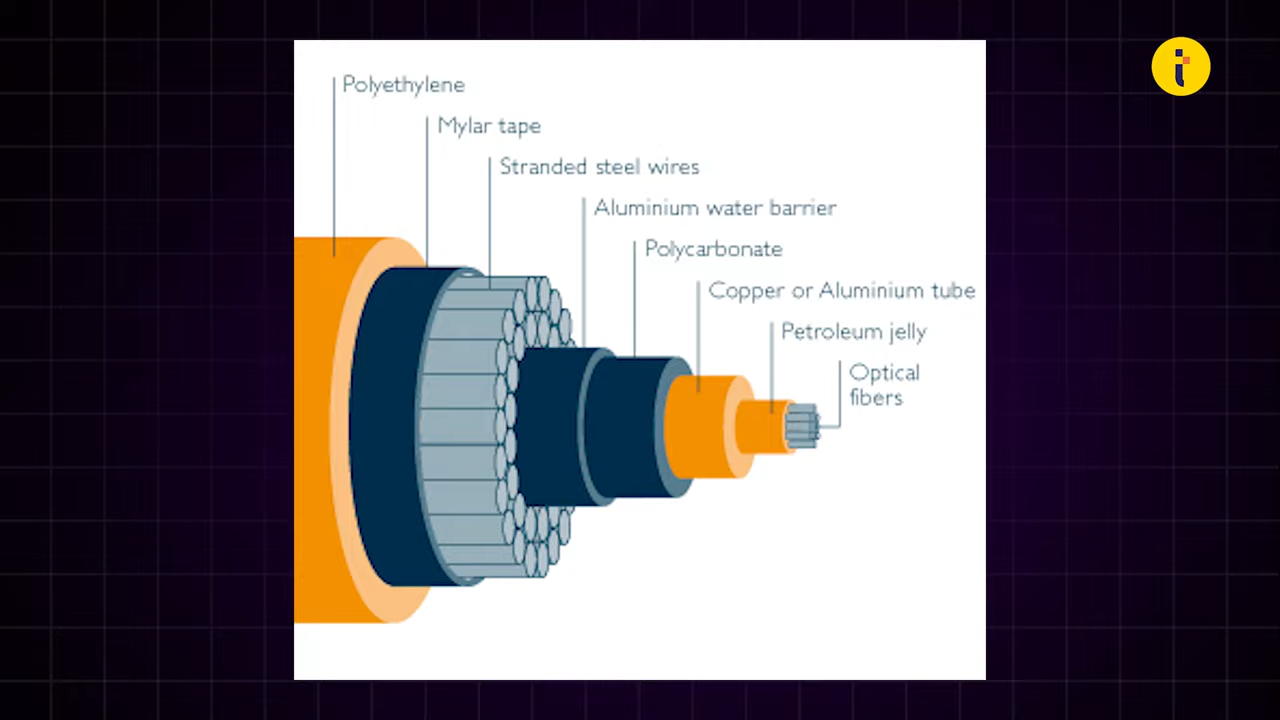 Polyethylene
Mylar tape
Stranded steel wires
Aluminium water barrier
Polycarbonate
Copper or Aluminium tube
Petroleum jelly
Optical
fibers